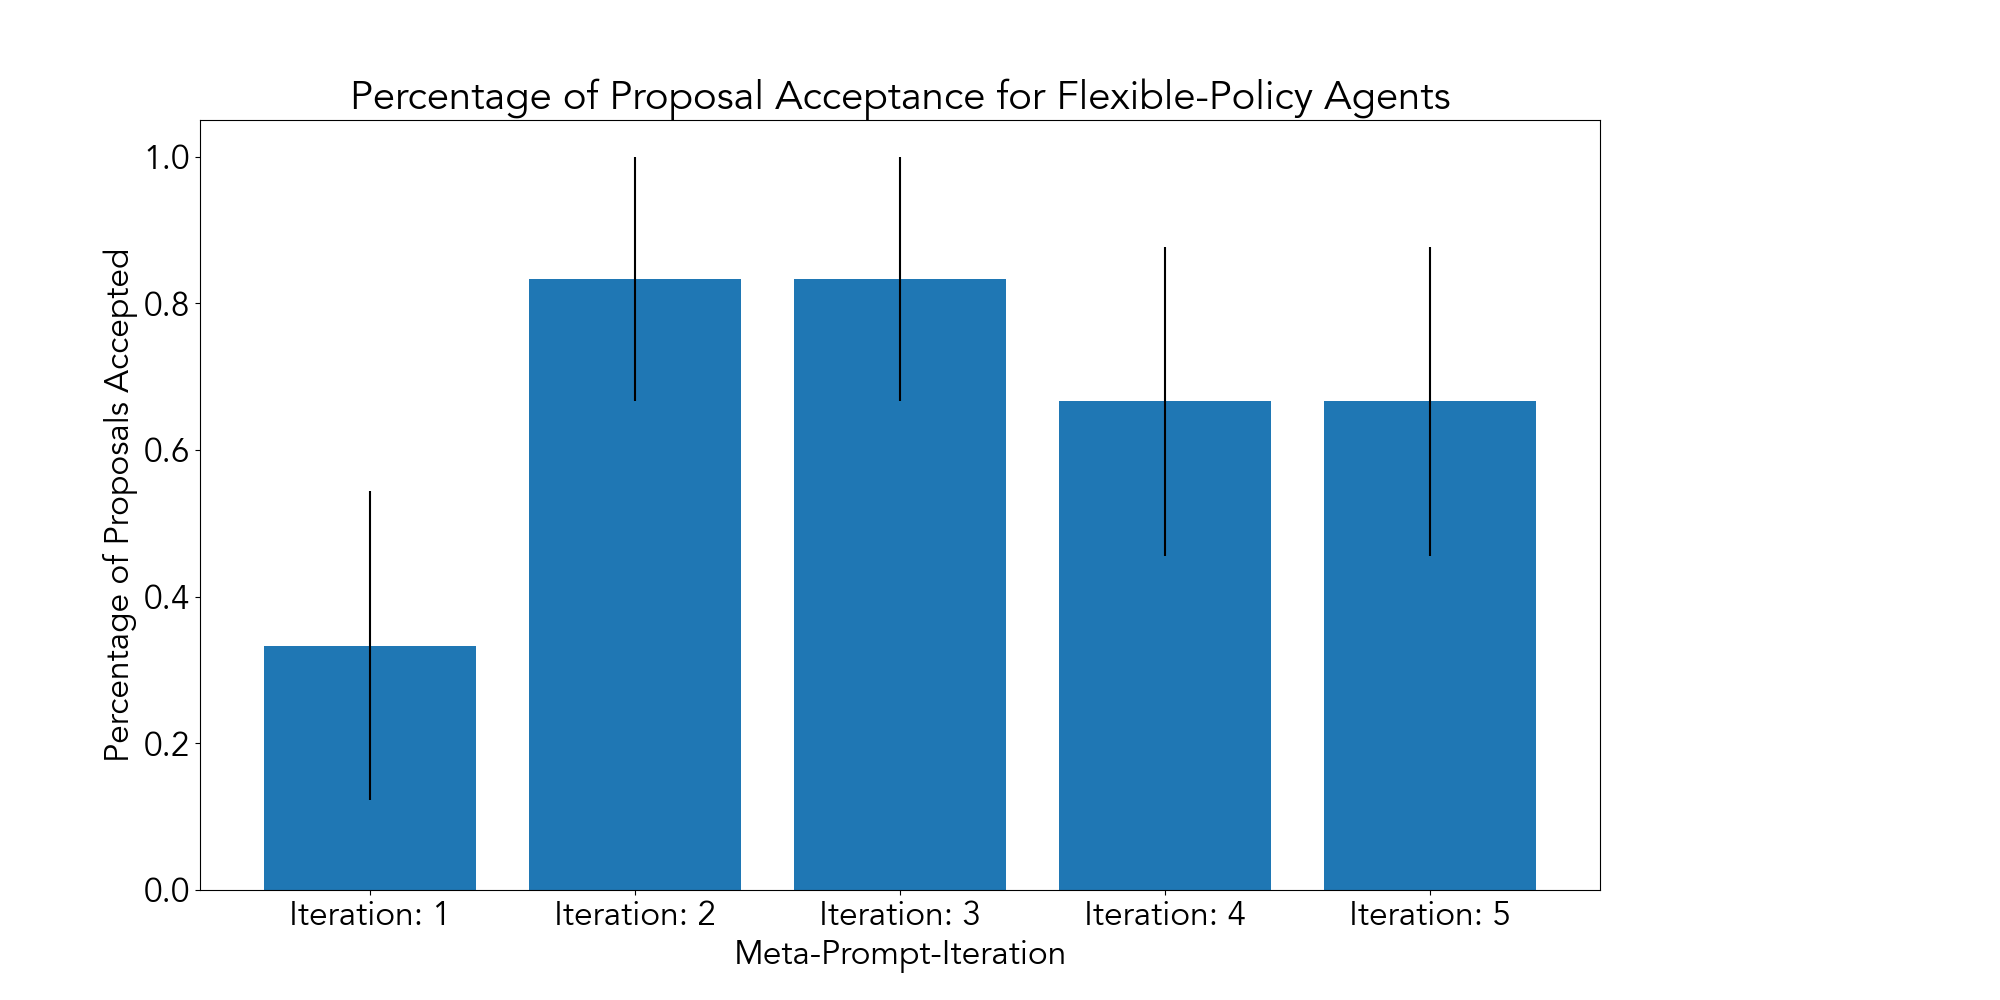 Percentage of Proposal Acceptance for Flexible-Policy Agents
Percentage of Proposals Accepted
1.0
0.8
0.6
0.4
0.2
0.0
Iteration: 1
Iteration: 2
Iteration: 3
Iteration: 4
Iteration: 5
Meta-Prompt-Iteration